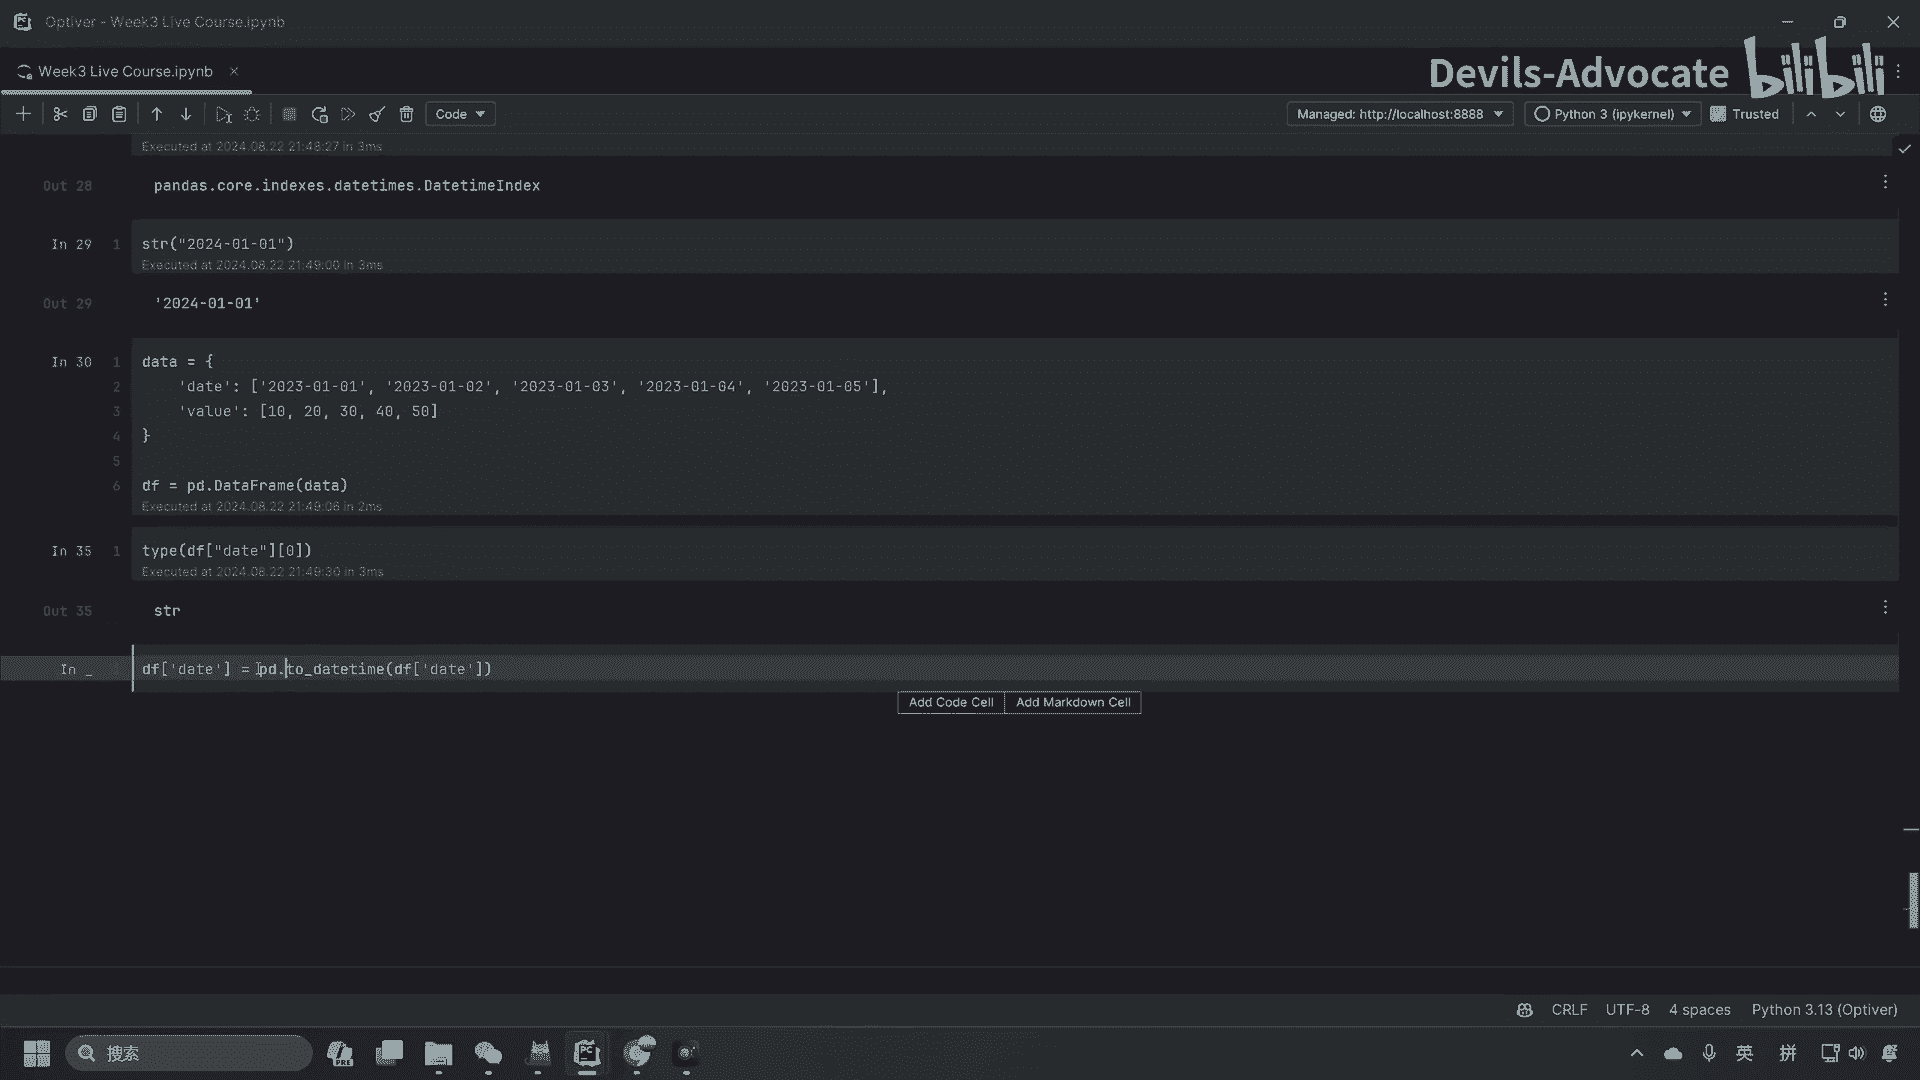 Optiver - Week3 Live Course.ipynb
Week3 Live Course.ipynb
Devils-Advocate bilibili
Code
Managed: http://localhost:8888
Python 3 (ipykernel)
Trusted
Executed at 2024.08.22 21:48:27 in 3ms
Out 28
pandas.core.indexes.datetimes.DatetimeIndex
In 29
1
str("2024-01-01")
Executed at 2024.08.22 21:49:00 in 3ms
Out 29
'2024-01-01'
In 30
1 data = {
2 'date': ['2023-01-01', '2023-01-02', '2023-01-03', '2023-01-04', '2023-01-05'],
3 'value': [10, 20, 30, 40, 50]
4 }
5
6 df = pd.DataFrame(data)
Executed at 2024.08.22 21:49:06 in 2ms
In 35
1
type(df["date"][0])
Executed at 2024.08.22 21:49:30 in 3ms
Out 35
str
In _
df['date'] = pd.to_datetime(df['date'])
Add Code Cell
Add Markdown Cell
CRLF
UTF-8
4 spaces
Python 3.13 (Optiver)
搜索
PRE
PC
英
拼